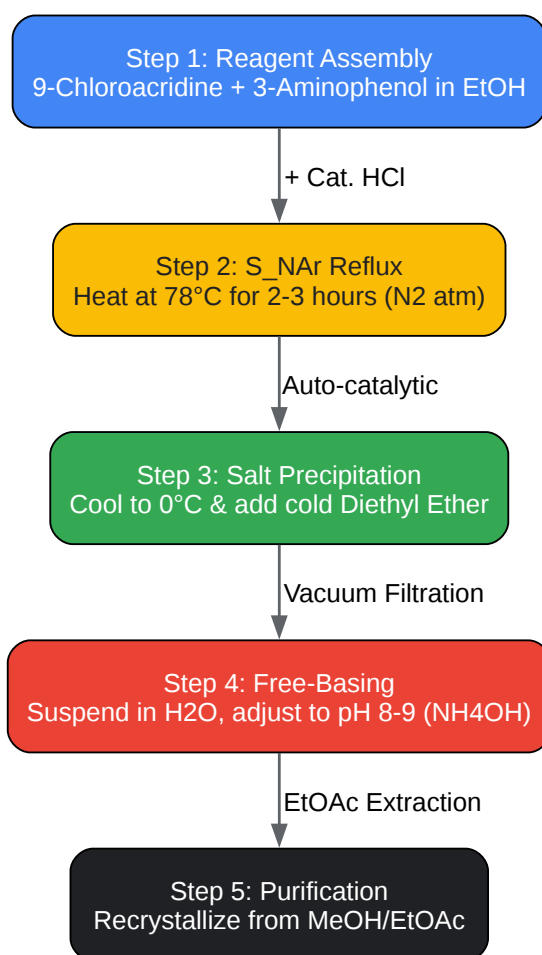 Step 1: Reagent Assembly
9-Chloroacridine + 3-Aminophenol in EtOH
+ Cat. HCl
Step 2: S_NAr Reflux
Heat at 78°C for 2-3 hours (N2 atm)
Auto-catalytic
Step 3: Salt Precipitation
Cool to 0°C & add cold Diethyl Ether
Vacuum Filtration
Step 4: Free-Basing
Suspend in H2O, adjust to pH 8-9 (NH4OH)
EtOAc Extraction
Step 5: Purification
Recrystallize from MeOH/EtOAc